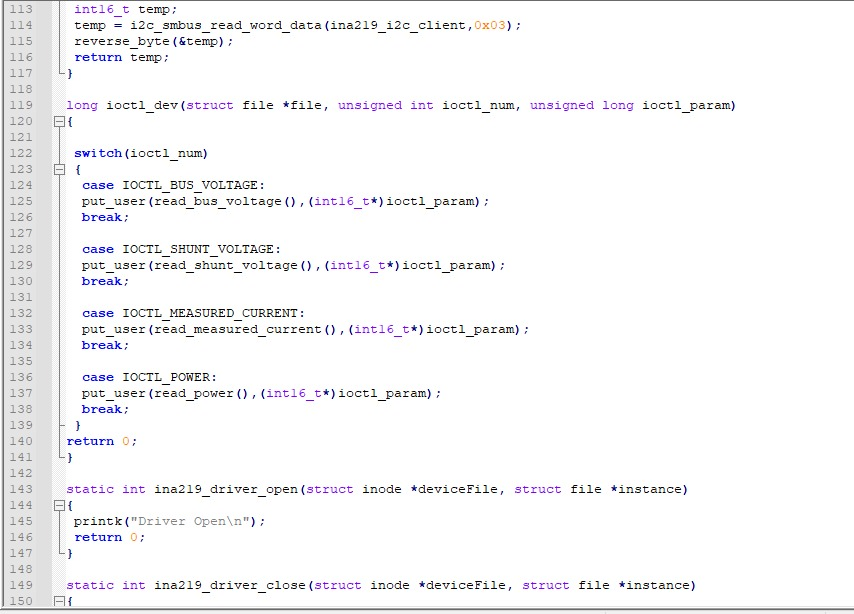 113 int16_t temp;
114 temp = i2c_smbus_read_word_data(ina219_i2c_client,0x03);
115 reverse_byte(&temp);
116 return temp;
117 }
118
119 long ioctl_dev(struct file *file, unsigned int ioctl_num, unsigned long ioctl_param)
120 {
121
122 switch(ioctl_num)
123 {
124 case IOCTL_BUS_VOLTAGE:
125 put_user(read_bus_voltage(),(int16_t*)ioctl_param);
126 break;
127
128 case IOCTL_SHUNT_VOLTAGE:
129 put_user(read_shunt_voltage(),(int16_t*)ioctl_param);
130 break;
131
132 case IOCTL_MEASURED_CURRENT:
133 put_user(read_measured_current(),(int16_t*)ioctl_param);
134 break;
135
136 case IOCTL_POWER:
137 put_user(read_power(),(int16_t*)ioctl_param);
138 break;
139 }
140 return 0;
141 }
142
143 static int ina219_driver_open(struct inode *deviceFile, struct file *instance)
144 {
145 printk("Driver Open\n");
146 return 0;
147 }
148
149 static int ina219_driver_close(struct inode *deviceFile, struct file *instance)
150 {